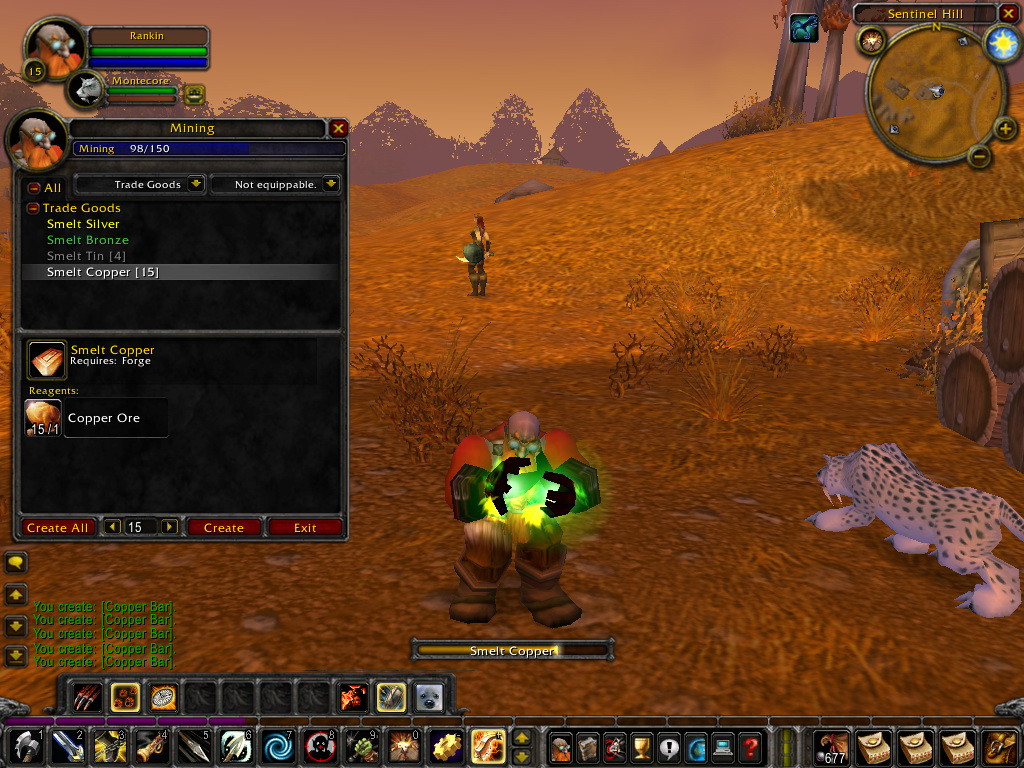 Rankin
15
Montecore
Sentinel Hill
N
Mining
Mining 98/150
All
Trade Goods
Not equippable.
Trade Goods
Smelt Silver
Smelt Bronze
Smelt Tin [4]
Smelt Copper [15]
Smelt Copper
Requires: Forge
Reagents:
Copper Ore
15/1
Create All
15
Create
Exit
You create: [Copper Bar].
You create: [Copper Bar].
You create: [Copper Bar].
You create: [Copper Bar].
You create: [Copper Bar].
Smelt Copper
1 2 3 4 5 6 7 8 9 0
?
677